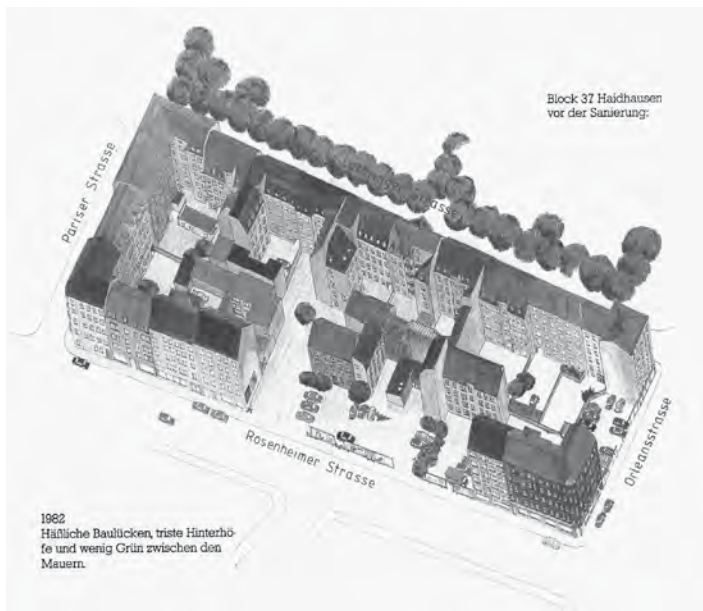 Block 37 Haidhausen
vor der Sanierung:
Pariser Strasse
strasse
Rosenheimer Strasse
Orleansstrasse
1982
Häßliche Baulücken, triste Hinterhö-
fe und wenig Grün zwischen den
Mauern.